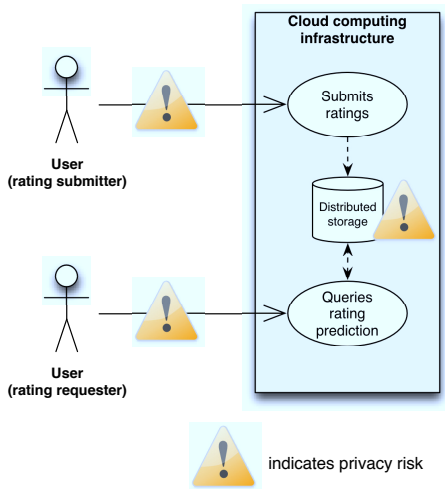 Cloud computing
infrastructure
Submits
ratings
User
(rating submitter)
Distributed
storage
Queries
rating
prediction
User
(rating requester)
indicates privacy risk